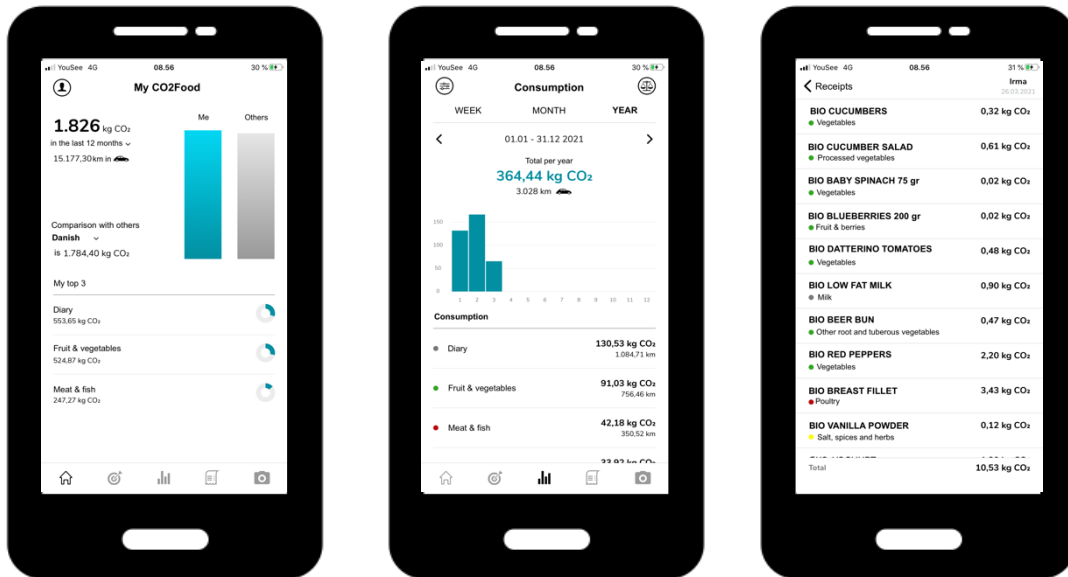 YouSee 4G 08.56 30 %
My CO2Food
1.826 kg CO₂
in the last 12 months
15.177,30 km in
Me Others
Comparison with others
Danish
is 1.784,40 kg CO₂
My top 3
Diary
553,65 kg CO₂
Fruit & vegetables
524,87 kg CO₂
Meat & fish
247,27 kg CO₂
YouSee 4G 08.56 30 %
Consumption
WEEK MONTH YEAR
01.01 - 31.12 2021
Total per year
364,44 kg CO₂
3.028 km
150
100
50
0
1 2 3 4 5 6 7 8 9 10 11 12
Consumption
Diary 130,53 kg CO₂
1.084,71 km
Fruit & vegetables 91,03 kg CO₂
756,46 km
Meat & fish 42,18 kg CO₂
350,52 km
33,92 kg CO₂
YouSee 4G 08.56 31 %
Receipts Irma
26.03.2021
BIO CUCUMBERS 0,32 kg CO₂
Vegetables
BIO CUCUMBER SALAD 0,61 kg CO₂
Processed vegetables
BIO BABY SPINACH 75 gr 0,02 kg CO₂
Vegetables
BIO BLUEBERRIES 200 gr 0,02 kg CO₂
Fruit & berries
BIO DATTERINO TOMATOES 0,48 kg CO₂
Vegetables
BIO LOW FAT MILK 0,90 kg CO₂
Milk
BIO BEER BUN 0,47 kg CO₂
Other root and tuberous vegetables
BIO RED PEPPERS 2,20 kg CO₂
Vegetables
BIO BREAST FILLET 3,43 kg CO₂
Poultry
BIO VANILLA POWDER 0,12 kg CO₂
Salt, spices and herbs
Total 10,53 kg CO₂